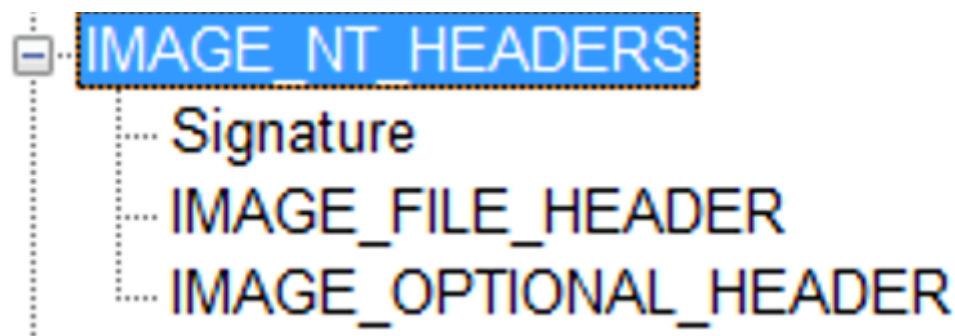 IMAGE_NT_HEADERS
Signature
IMAGE_FILE_HEADER
IMAGE_OPTIONAL_HEADER